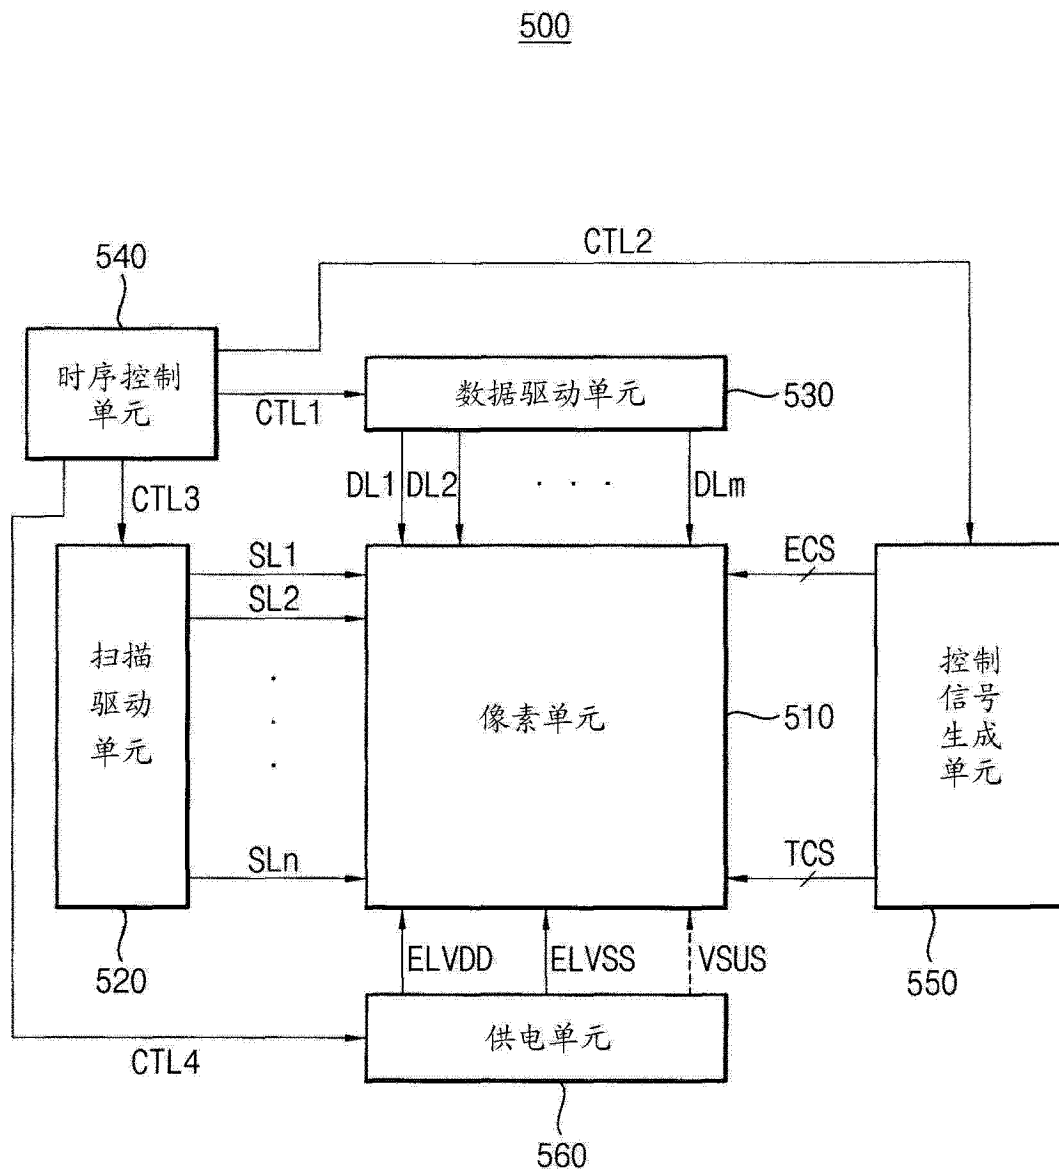 500
CTL2
540
时序控制
单元
CTL1
数据驱动单元
530
CTL3
DL1
DL2
· · ·
DLm
SL1
SL2
·
·
·
SLn
扫描
驱动
单元
520
像素单元
510
ECS
TCS
控制
信号
生成
单元
550
ELVDD
ELVSS
VSUS
CTL4
供电单元
560